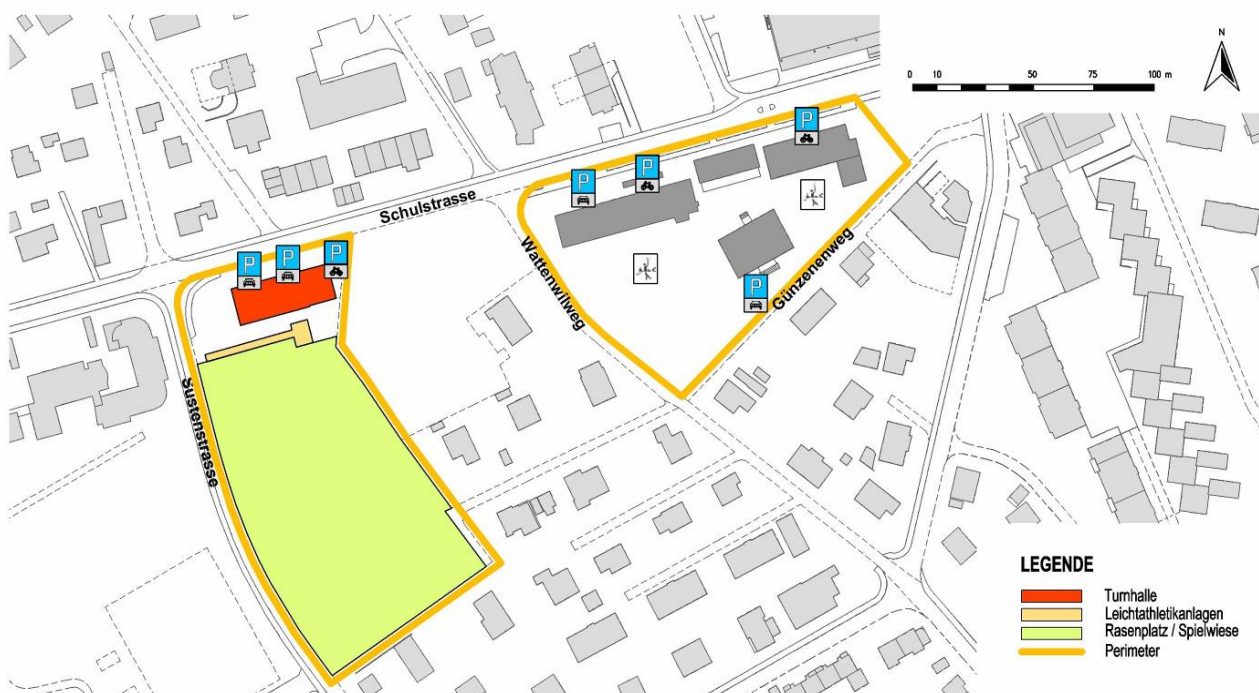 N
0 10 50 75 100 m
P
P
P
Schulstrasse
P
P
P
Wattenwilweg
Günzenenweg
P
Sustenstrasse
LEGENDE
Turnhalle
Leichtathletikanlagen
Rasenplatz / Spielwiese
Perimeter